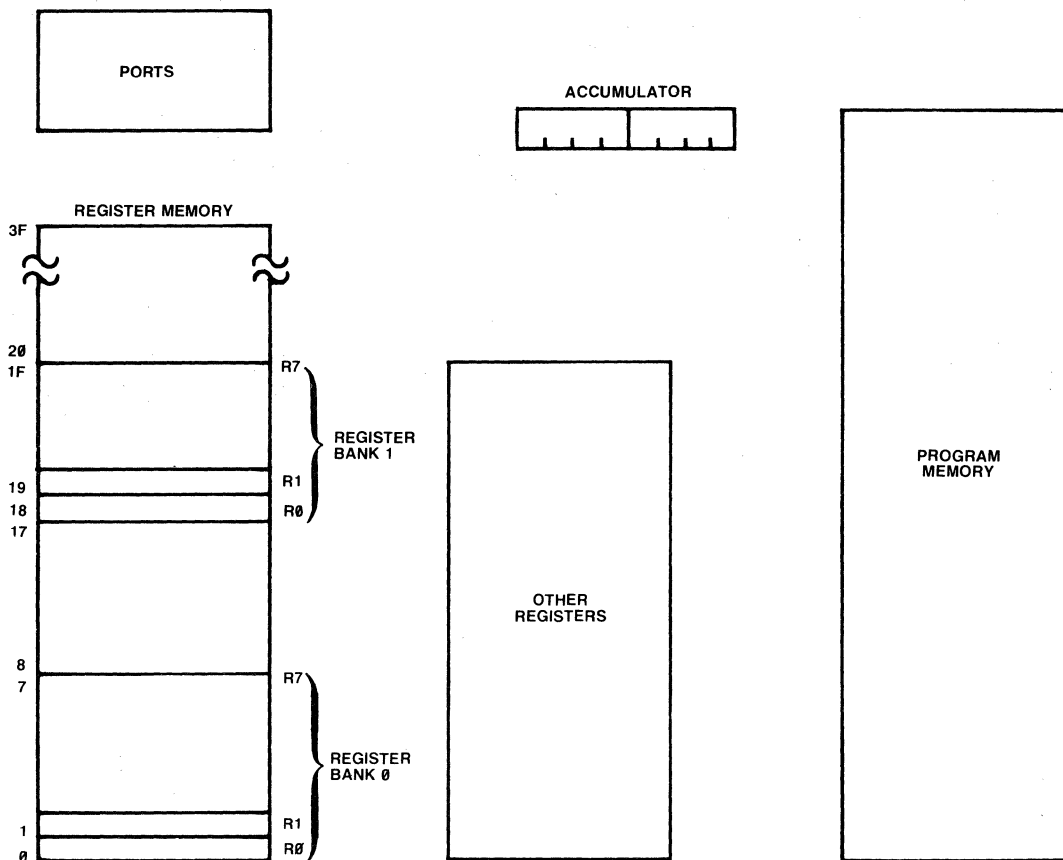 PORTS
ACCUMULATOR
REGISTER MEMORY
3F
20
1F
R7
REGISTER
BANK 1
19
R1
18
R0
17
8
7
R7
REGISTER
BANK 0
1
R1
0
R0
OTHER
REGISTERS
PROGRAM
MEMORY